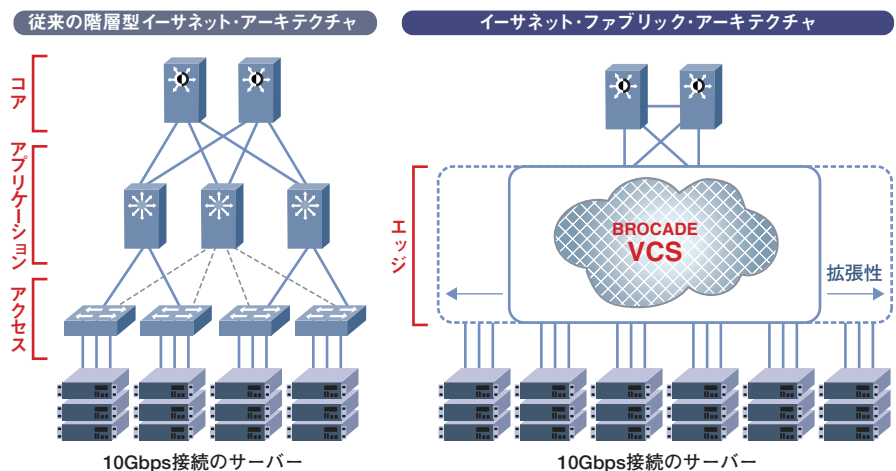 従来の階層型イーサネット・アーキテクチャ
コア
アプリケーション
アクセス
10Gbps接続のサーバー
イーサネット・ファブリック・アーキテクチャ
エッジ
BROCADE
VCS
拡張性
10Gbps接続のサーバー